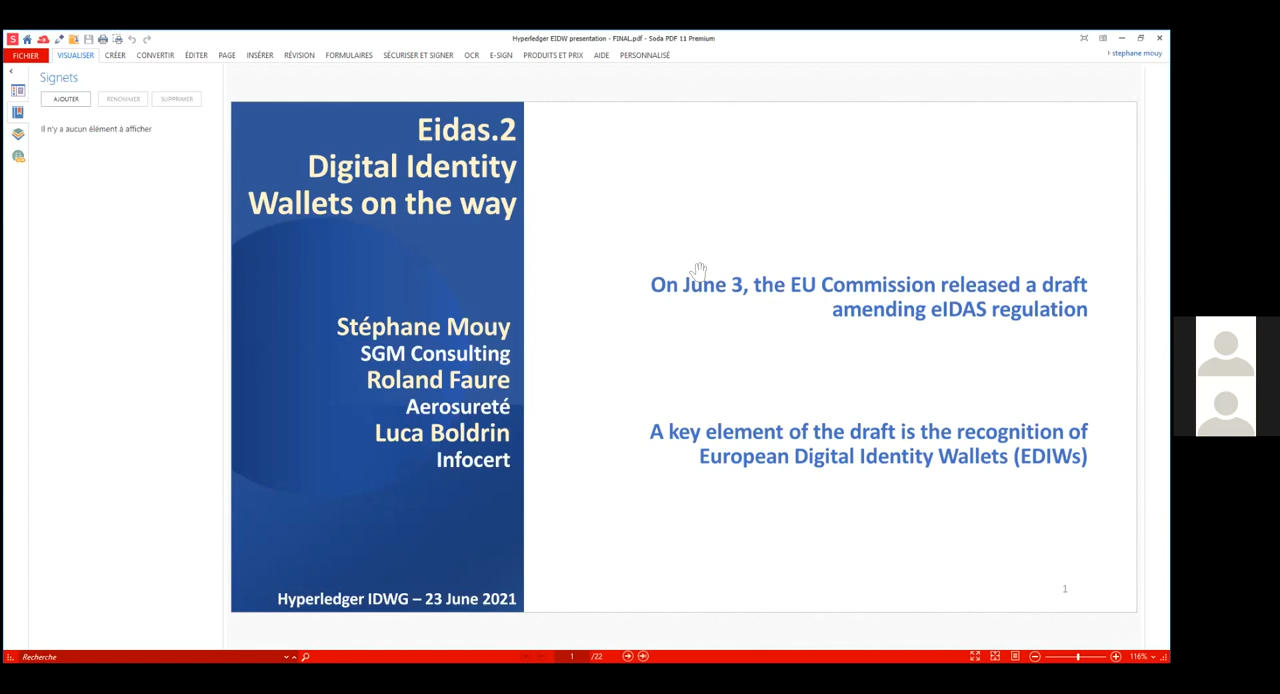 Hyperledger EIDW presentation - FINAL.pdf - Soda PDF 11 Premium
FICHIER VISUALISER CRÉER CONVERTIR ÉDITER PAGE INSÉRER RÉVISION FORMULAIRES SÉCURISER ET SIGNER OCR E-SIGN PRODUITS ET PRIX AIDE PERSONNALISÉ
stephane mouy
Signets
AJOUTER RENOMMER SUPPRIMER
Il n'y a aucun élément à afficher
Eidas.2
Digital Identity
Wallets on the way
Stéphane Mouy
SGM Consulting
Roland Faure
Aerosureté
Luca Boldrin
Infocert
Hyperledger IDWG – 23 June 2021
On June 3, the EU Commission released a draft
amending eIDAS regulation
A key element of the draft is the recognition of
European Digital Identity Wallets (EDIWs)
1
Recherche
1 /22
116%